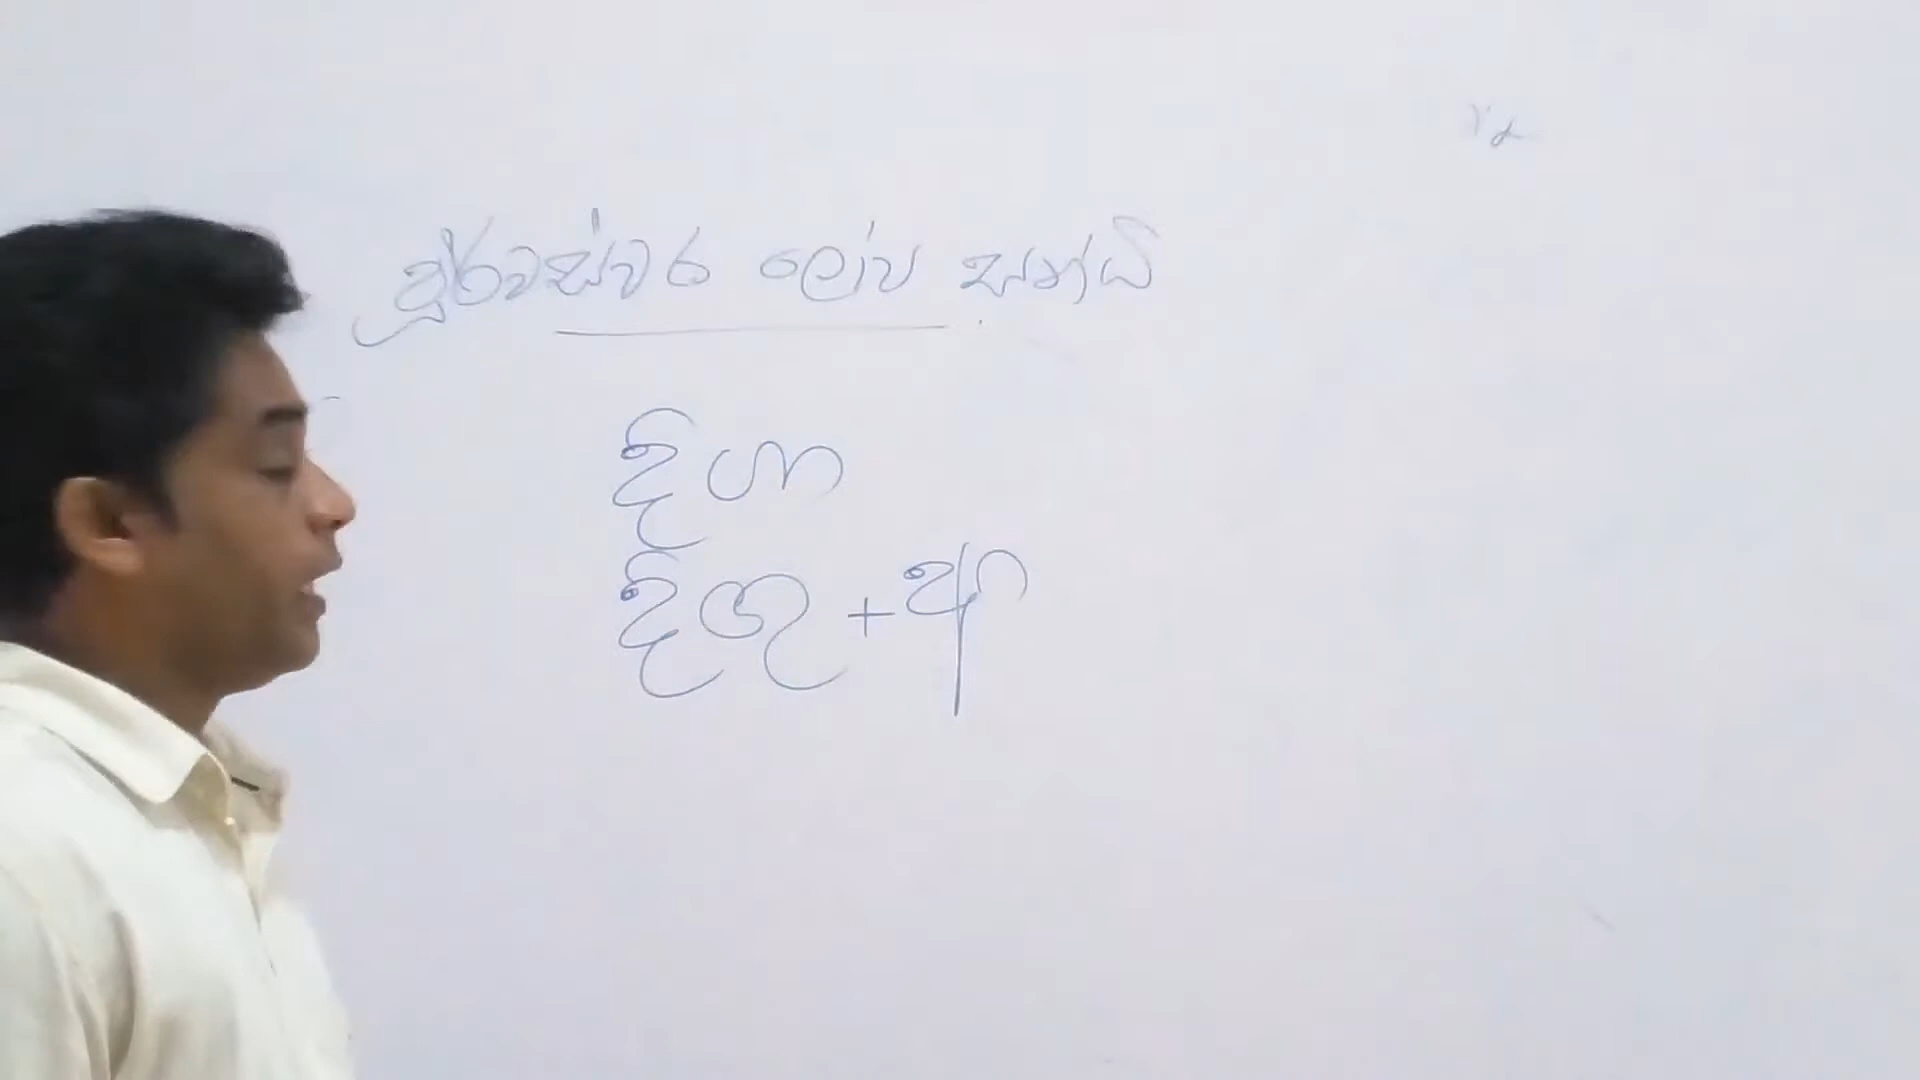 පූර්වස්වර ලෝප සන්ධි
දිගා
දිගු + ආ